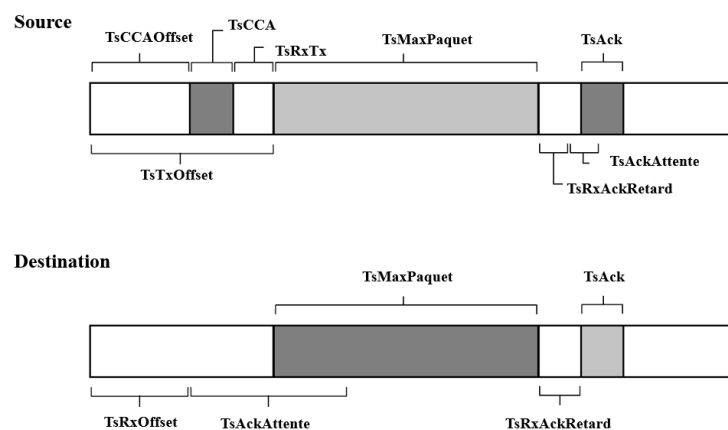 Source
TsCCA
TsCCAOffset
TsMaxPaquet
TsAck
TsRxTx
TsAckAttente
TsTxOffset
TsRxAckRetard
Destination
TsMaxPaquet
TsAck
TsRxOffset
TsAckAttente
TsRxAckRetard